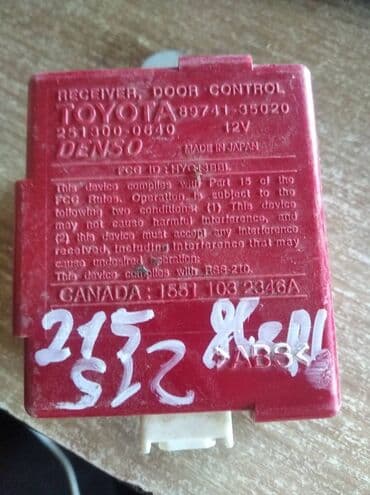 RECEIVER, DOOR CONTROL
TOYOTA 89741-35020
251300-0640 12V
DENSO MADE IN JAPAN
FCC ID:
This device complies with Part 15 of the
FCC Rules. Operation is subject to the
following two conditions: (1) This device
may not cause harmful interference, and
(2) this device must accept any interference
received, including interference that may
cause undesired operation.
This device complies with RSS-210.
CANADA: 1551 103 2346A
215
215
>ABS<